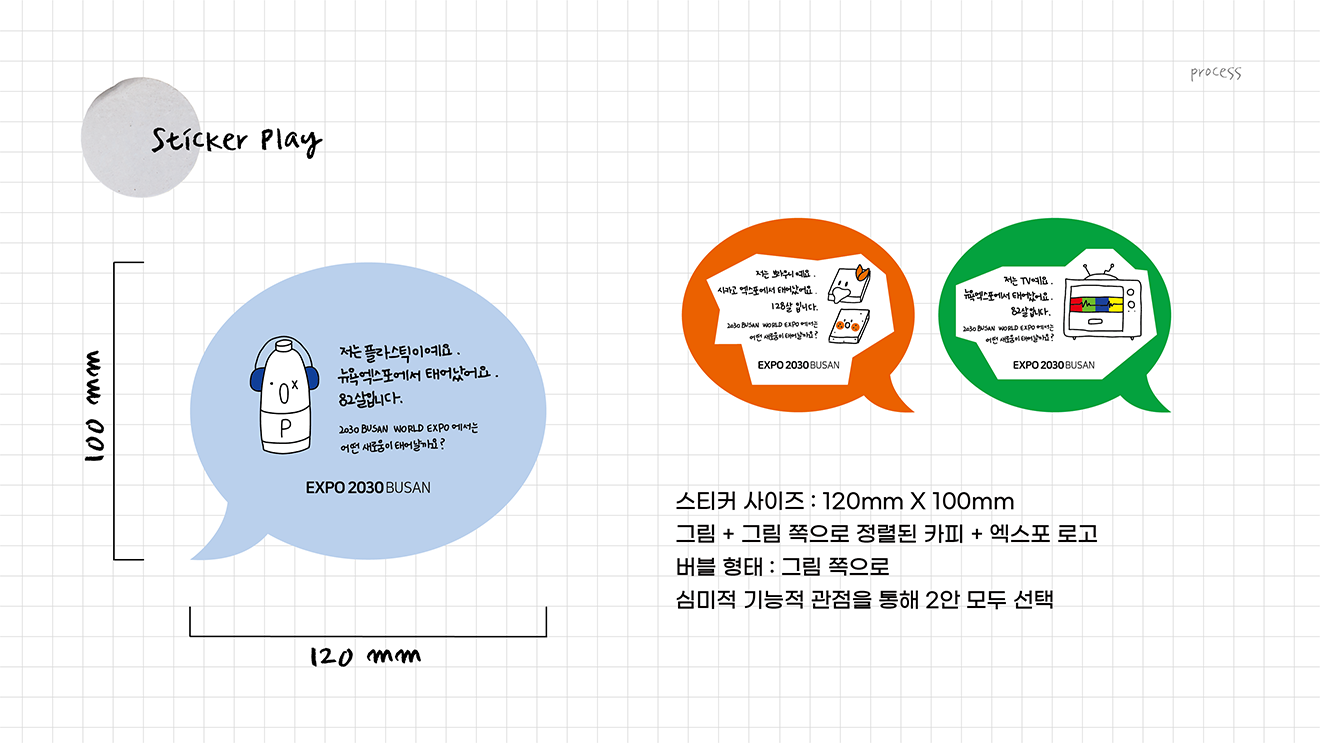 process
Sticker Play
100 mm
120 mm
저는 플라스틱이예요.
뉴욕엑스포에서 태어났어요.
82살입니다.
2030 BUSAN WORLD EXPO 에서는
어떤 새로움이 태어날까요?
EXPO 2030 BUSAN
P
저는 브라우니예요.
시카고 엑스포에서 태어났어요.
128살 입니다.
2030 BUSAN WORLD EXPO 에서는
어떤 새로움이 태어날까요?
EXPO 2030 BUSAN
저는 TV예요.
뉴욕엑스포에서 태어났어요.
82살입니다.
2030 BUSAN WORLD EXPO 에서는
어떤 새로움이 태어날까요?
EXPO 2030 BUSAN
스티커 사이즈 : 120mm X 100mm
그림 + 그림 쪽으로 정렬된 카피 + 엑스포 로고
버블 형태 : 그림 쪽으로
심미적 기능적 관점을 통해 2안 모두 선택